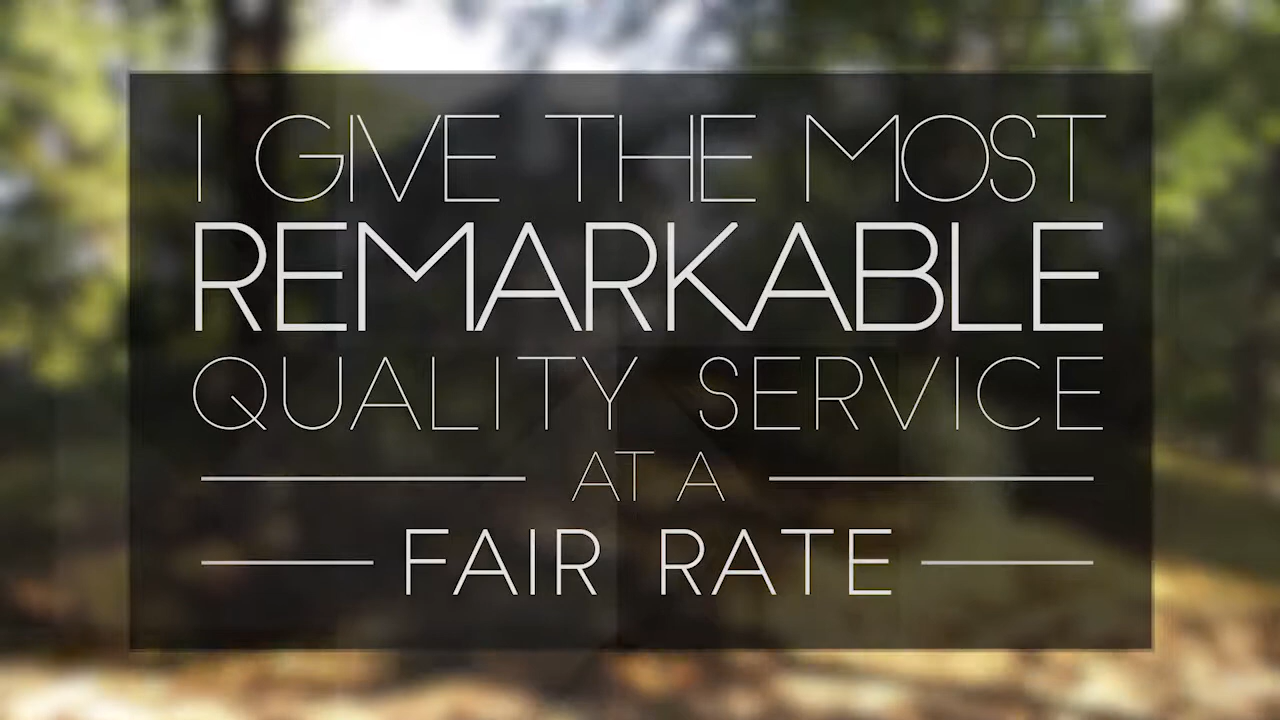 I GIVE THE MOST
REMARKABLE
QUALITY SERVICE
AT A
FAIR RATE